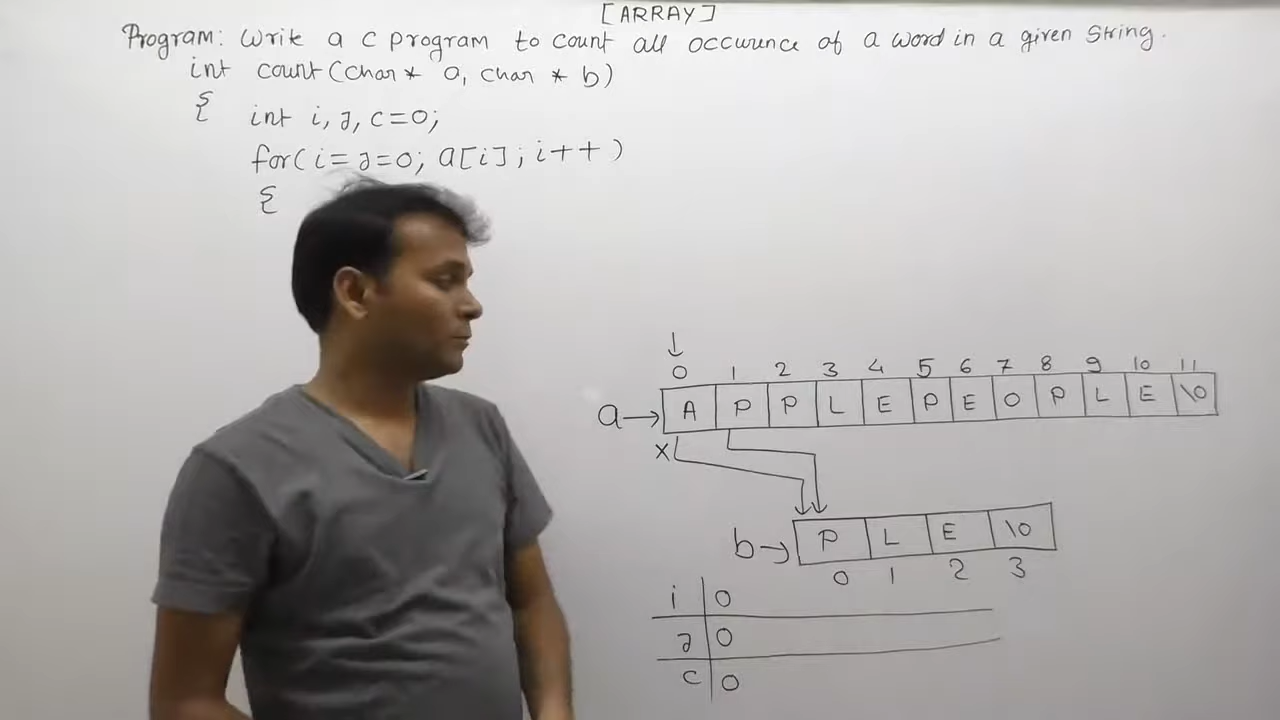 [ARRAY]
Program: Write a c program to count all occurence of a word in a given String.
int count(char* a, char * b)
{
int i, j, c=0;
for(i=j=0; a[i]; i++)
{
↓
0 1 2 3 4 5 6 7 8 9 10 11
a→ A P P L E P E O P L E \0
X
b→ P L E \0
0 1 2 3
i 0
j 0
c 0